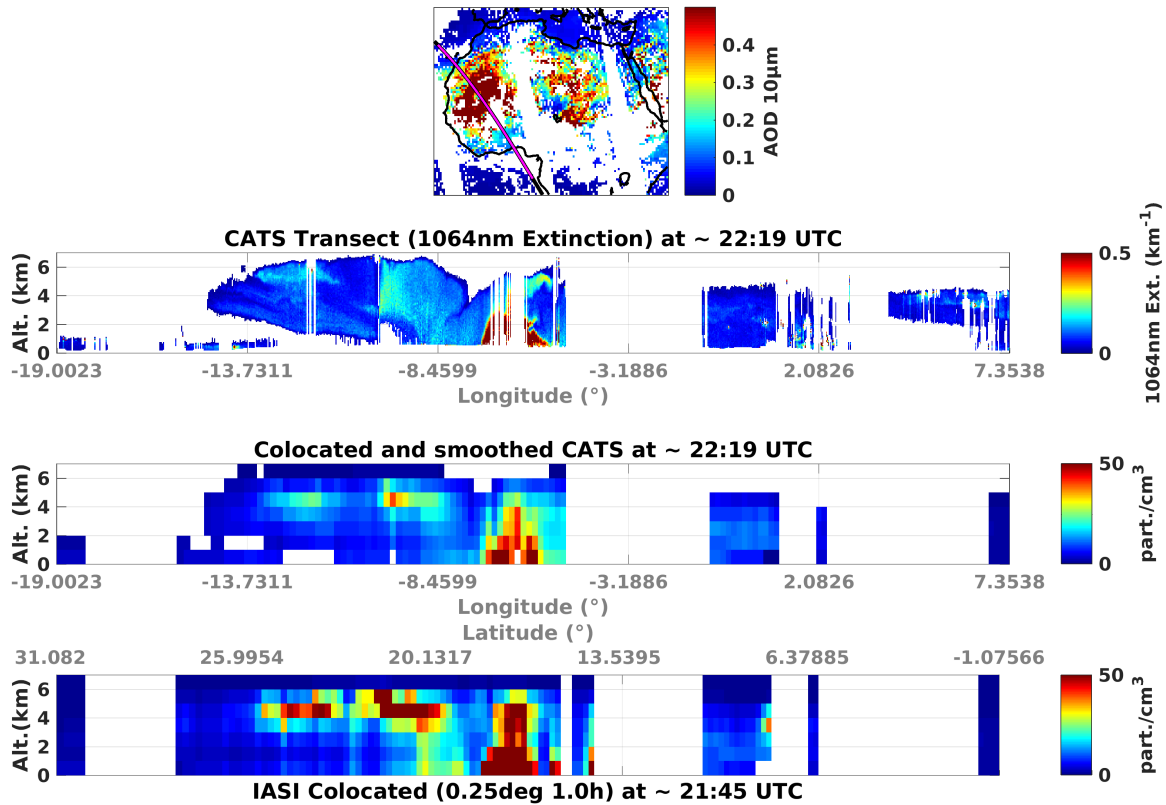 0.4
0.3
0.2
0.1
0
AOD 10μm
CATS Transect (1064nm Extinction) at ~ 22:19 UTC
6
4
2
0
Alt. (km)
-19.0023 -13.7311 -8.4599 -3.1886 2.0826 7.3538
Longitude (°)
0.5
0
1064nm Ext. (km-1)
Colocated and smoothed CATS at ~ 22:19 UTC
6
4
2
0
Alt. (km)
-19.0023 -13.7311 -8.4599 -3.1886 2.0826 7.3538
Longitude (°)
50
0
part./cm3
Latitude (°)
31.082 25.9954 20.1317 13.5395 6.37885 -1.07566
6
4
2
0
Alt.(km)
50
0
part./cm3
IASI Colocated (0.25deg 1.0h) at ~ 21:45 UTC